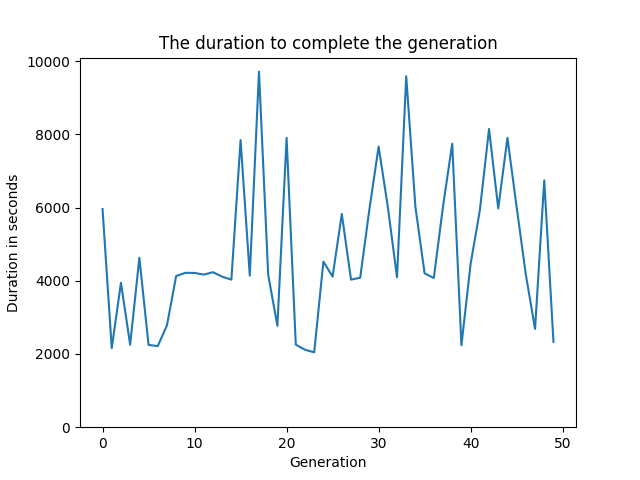 The duration to complete the generation
10000
8000
6000
4000
2000
0
Duration in seconds
0 10 20 30 40 50
Generation